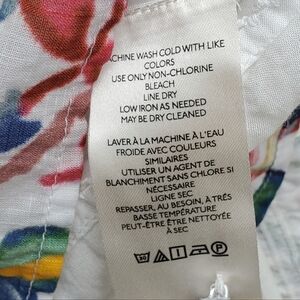 ACHINE WASH COLD WITH LIKE
COLORS
USE ONLY NON-CHLORINE
BLEACH
LINE DRY
LOW IRON AS NEEDED
MAY BE DRY CLEANED
LAVER À LA MACHINE À L'EAU
FROIDE AVEC COULEURS
SIMILAIRES
UTILISER UN AGENT DE
BLANCHIMENT SANS CHLORE SI
NÉCESSAIRE
LIGNE SEC
REPASSER, AU BESOIN, À TRÈS
BASSE TEMPÉRATURE
PEUT-ÊTRE ÊTRE NETTOYÉE
À SEC
30
P